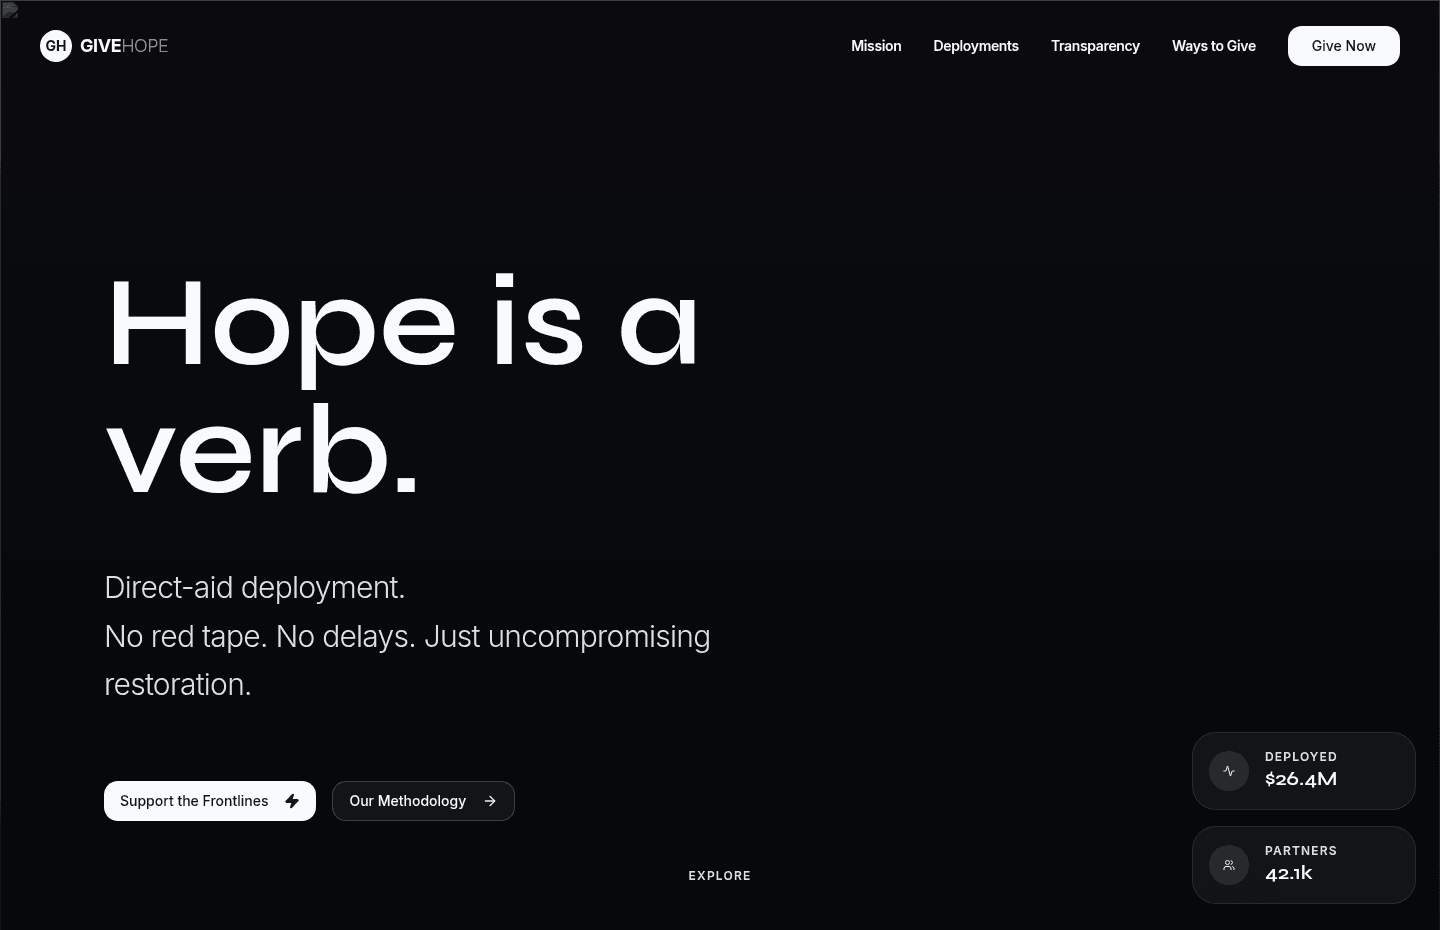 GH GIVEHOPE
Mission Deployments Transparency Ways to Give Give Now
Hope is a
verb.
Direct-aid deployment.
No red tape. No delays. Just uncompromising
restoration.
Support the Frontlines Our Methodology
DEPLOYED
$26.4M
PARTNERS
42.1k
EXPLORE